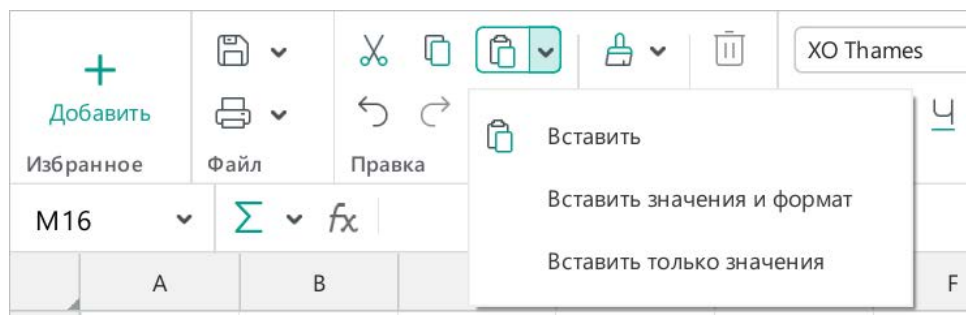 XO Thames
Добавить
Ч
Избранное
Файл
Правка
Вставить
Вставить значения и формат
Вставить только значения
M16
fx
A
B
F